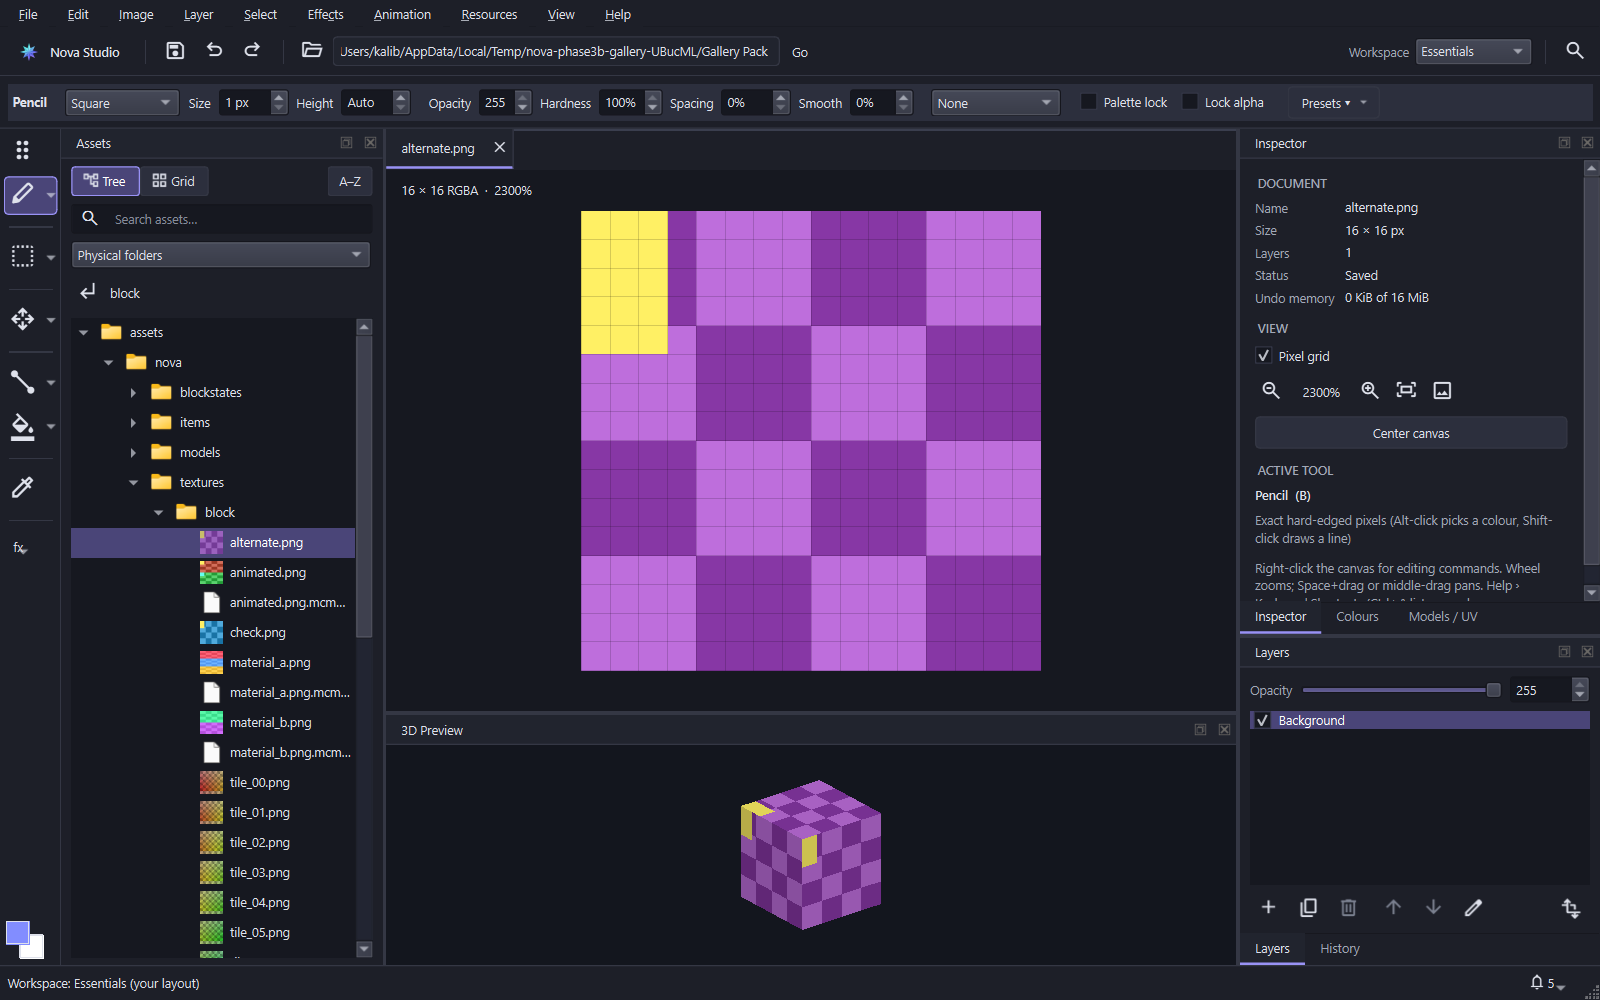 File Edit Image Layer Select Effects Animation Resources View Help
Nova Studio
Users/kalib/AppData/Local/Temp/nova-phase3b-gallery-UBucML/Gallery Pack Go
Workspace Essentials
Pencil Square Size 1 px Height Auto Opacity 255 Hardness 100% Spacing 0% Smooth 0% None Palette lock Lock alpha Presets
Assets
Tree Grid A–Z
Search assets...
Physical folders
block
assets
nova
blockstates
items
models
textures
block
alternate.png
animated.png
animated.png.mcm...
check.png
material_a.png
material_a.png.mcm...
material_b.png
material_b.png.mcm...
tile_00.png
tile_01.png
tile_02.png
tile_03.png
tile_04.png
tile_05.png
fx
alternate.png
16 × 16 RGBA · 2300%
3D Preview
Inspector
DOCUMENT
Name alternate.png
Size 16 × 16 px
Layers 1
Status Saved
Undo memory 0 KiB of 16 MiB
VIEW
Pixel grid
2300%
Center canvas
ACTIVE TOOL
Pencil (B)
Exact hard-edged pixels (Alt-click picks a colour, Shift-
click draws a line)
Right-click the canvas for editing commands. Wheel
zooms; Space+drag or middle-drag pans. Help ›
Inspector Colours Models / UV
Layers
Opacity 255
Background
Layers History
Workspace: Essentials (your layout)
5